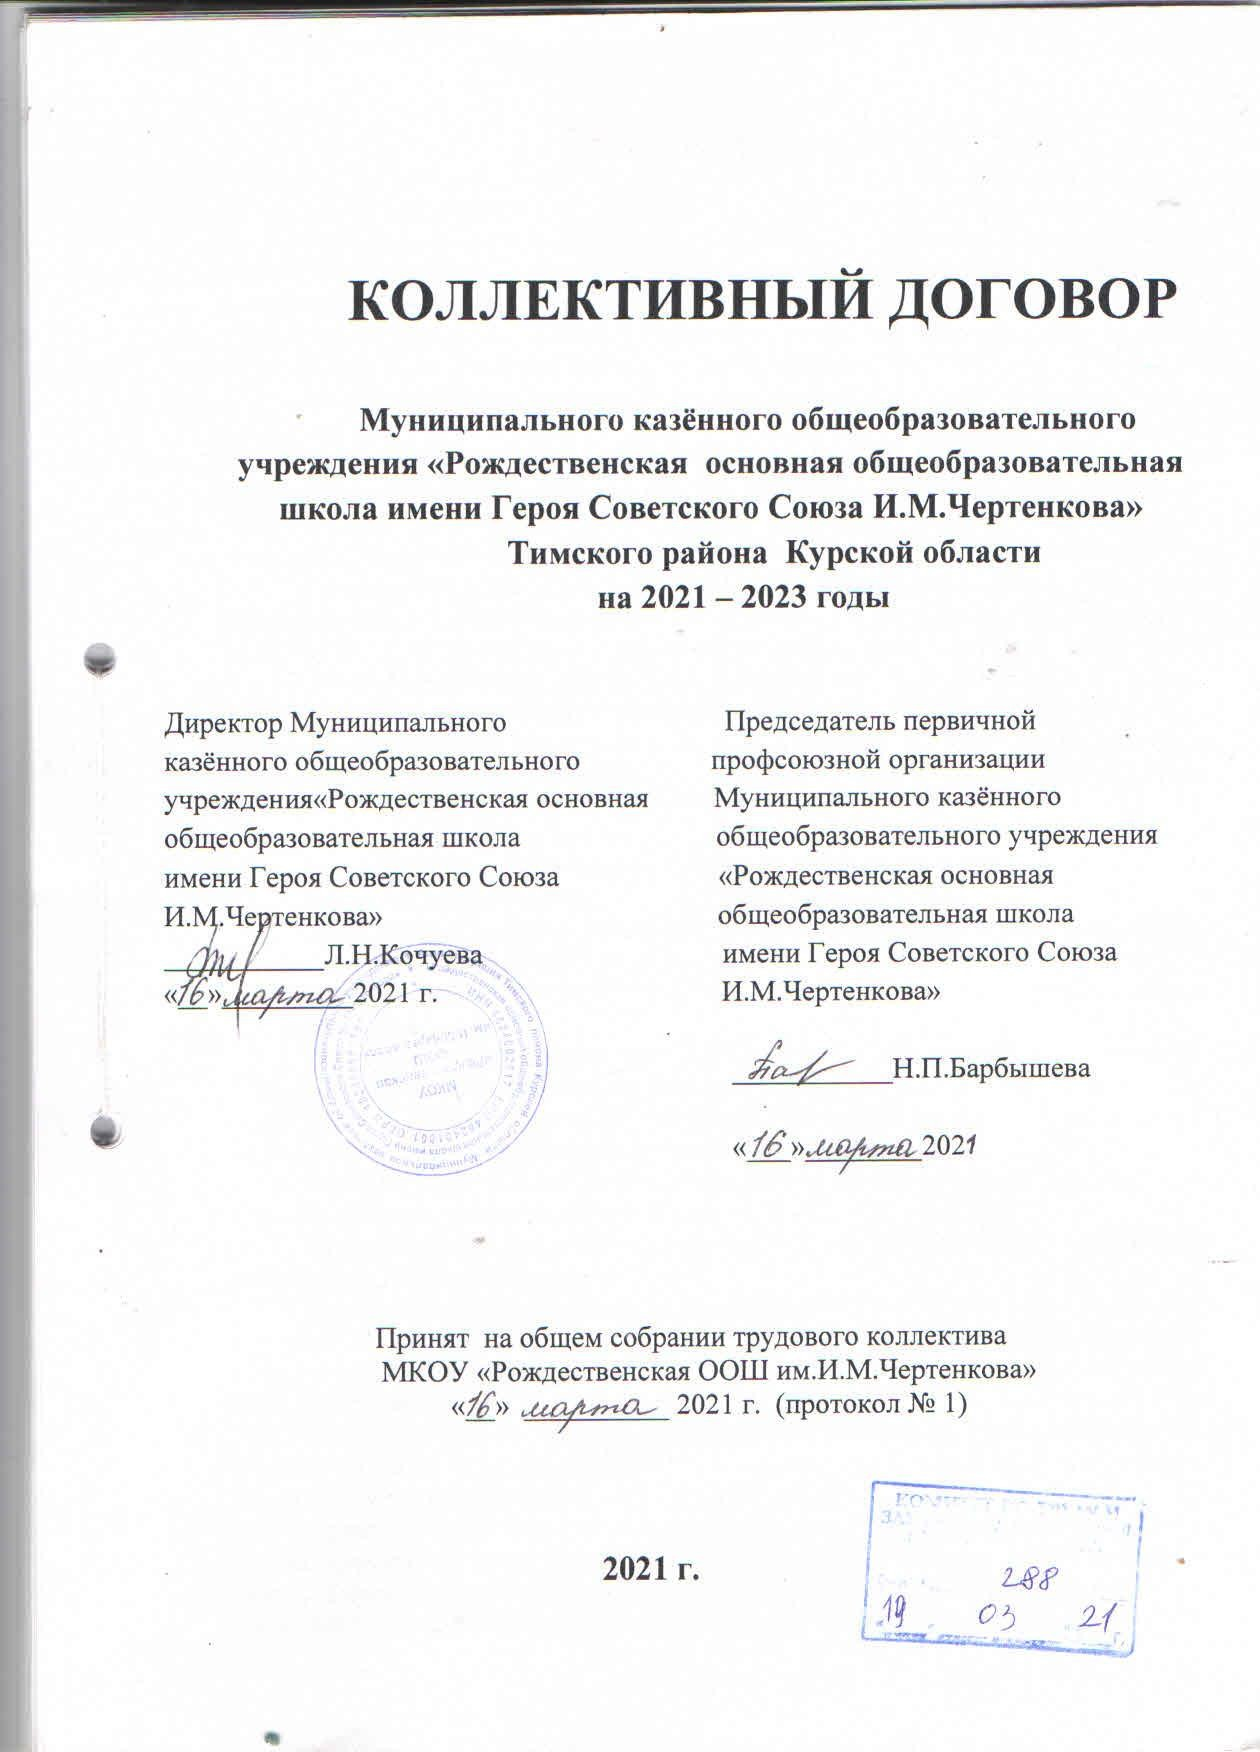 КОЛЛЕКТИВНЫЙ ДОГОВОР
Муниципального казённого общеобразовательного
учреждения «Рождественская основная общеобразовательная
школа имени Героя Советского Союза И.М.Чертенкова»
Тимского района Курской области
на 2021 – 2023 годы
Директор Муниципального
казённого общеобразовательного
учреждения«Рождественская основная
общеобразовательная школа
имени Героя Советского Союза
И.М.Чертенкова»
Л.Н.Кочуева
«16» марта 2021 г.
Председатель первичной
профсоюзной организации
Муниципального казённого
общеобразовательного учреждения
«Рождественская основная
общеобразовательная школа
имени Героя Советского Союза
И.М.Чертенкова»
Н.П.Барбышева
«16» марта 2021
МКОУ
Принят на общем собрании трудового коллектива
МКОУ «Рождественская ООШ им.И.М.Чертенкова»
«16» марта 2021 г. (протокол № 1)
2021 г.
288
19 03 21 г.